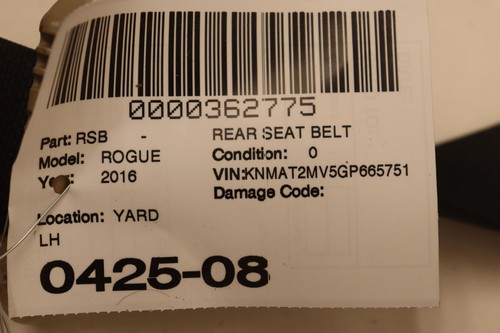 0000362775
Part: RSB - REAR SEAT BELT
Model: ROGUE Condition: 0
2016 VIN:KNMAT2MV5GP665751
Damage Code:
Location: YARD
LH
0425-08